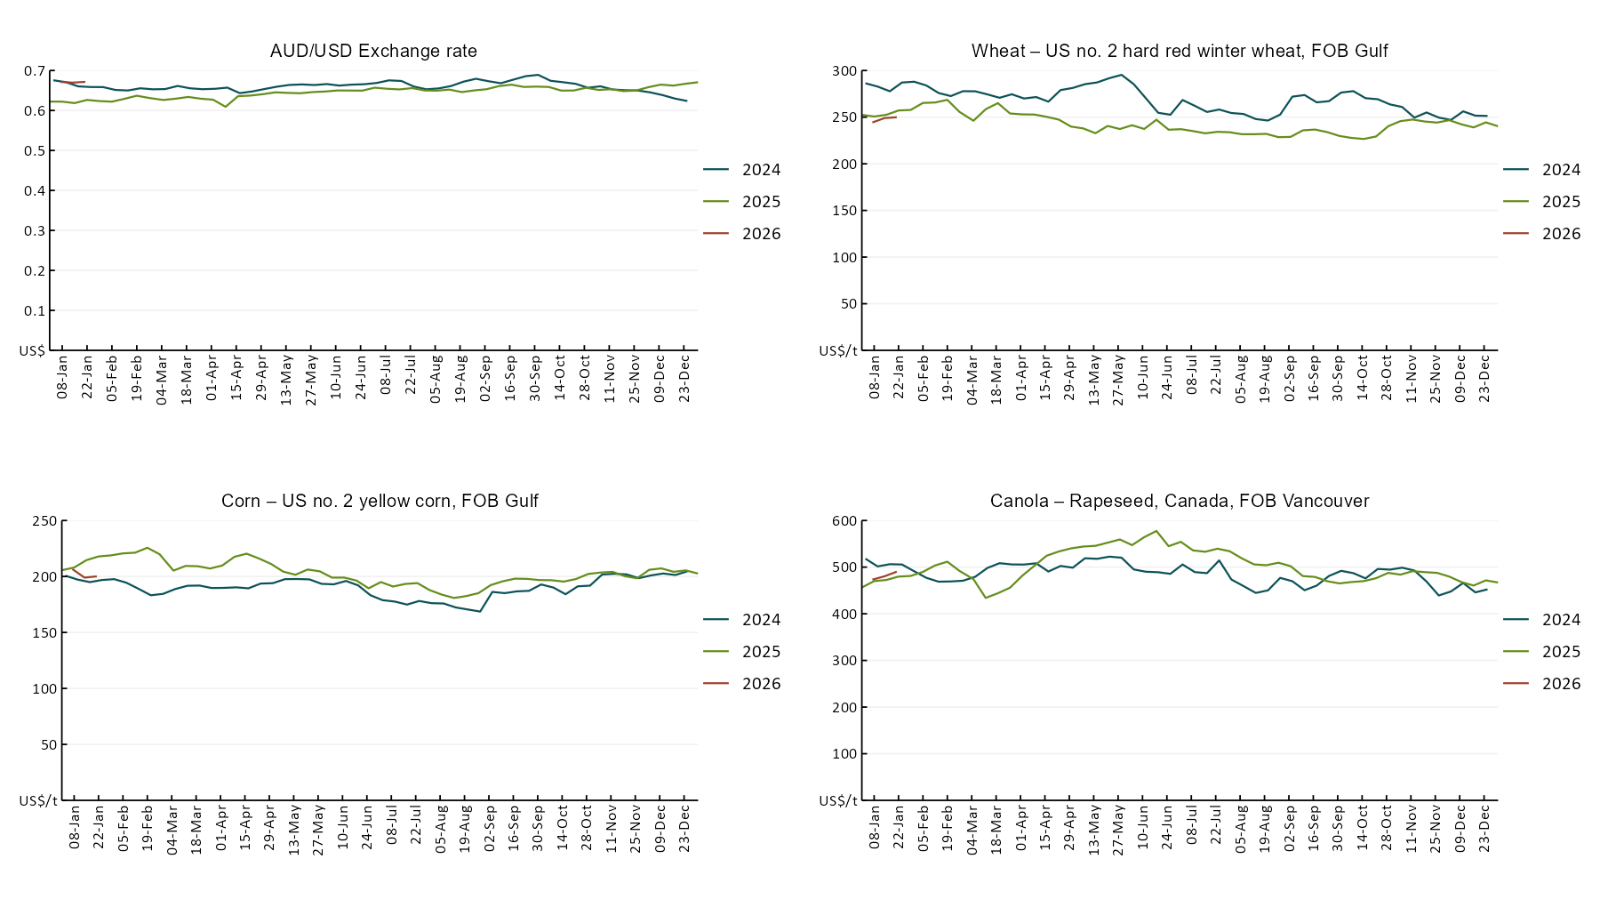 AUD/USD Exchange rate
0.7
0.6
0.5
0.4
0.3
0.2
0.1
US$
08-Jan
22-Jan
05-Feb
19-Feb
04-Mar
18-Mar
01-Apr
15-Apr
29-Apr
13-May
27-May
10-Jun
24-Jun
08-Jul
22-Jul
05-Aug
19-Aug
02-Sep
16-Sep
30-Sep
14-Oct
28-Oct
11-Nov
25-Nov
09-Dec
23-Dec
2024
2025
2026
Wheat – US no. 2 hard red winter wheat, FOB Gulf
300
250
200
150
100
50
US$/t
08-Jan
22-Jan
05-Feb
19-Feb
04-Mar
18-Mar
01-Apr
15-Apr
29-Apr
13-May
27-May
10-Jun
24-Jun
08-Jul
22-Jul
05-Aug
19-Aug
02-Sep
16-Sep
30-Sep
14-Oct
28-Oct
11-Nov
25-Nov
09-Dec
23-Dec
2024
2025
2026
Corn – US no. 2 yellow corn, FOB Gulf
250
200
150
100
50
US$/t
08-Jan
22-Jan
05-Feb
19-Feb
04-Mar
18-Mar
01-Apr
15-Apr
29-Apr
13-May
27-May
10-Jun
24-Jun
08-Jul
22-Jul
05-Aug
19-Aug
02-Sep
16-Sep
30-Sep
14-Oct
28-Oct
11-Nov
25-Nov
09-Dec
23-Dec
2024
2025
2026
Canola – Rapeseed, Canada, FOB Vancouver
600
500
400
300
200
100
US$/t
08-Jan
22-Jan
05-Feb
19-Feb
04-Mar
18-Mar
01-Apr
15-Apr
29-Apr
13-May
27-May
10-Jun
24-Jun
08-Jul
22-Jul
05-Aug
19-Aug
02-Sep
16-Sep
30-Sep
14-Oct
28-Oct
11-Nov
25-Nov
09-Dec
23-Dec
2024
2025
2026